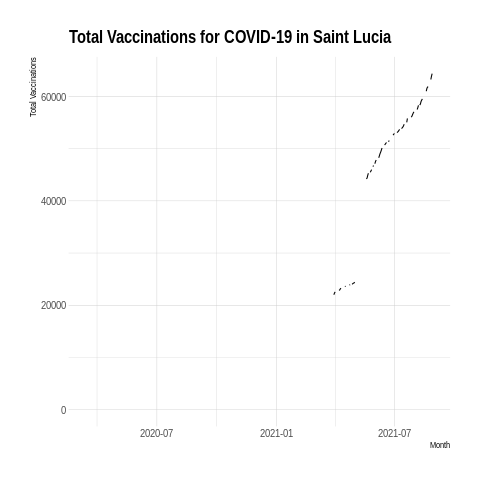 Total Vaccinations for COVID-19 in Saint Lucia
Total Vaccinations
60000
40000
20000
0
2020-07 2021-01 2021-07
Month